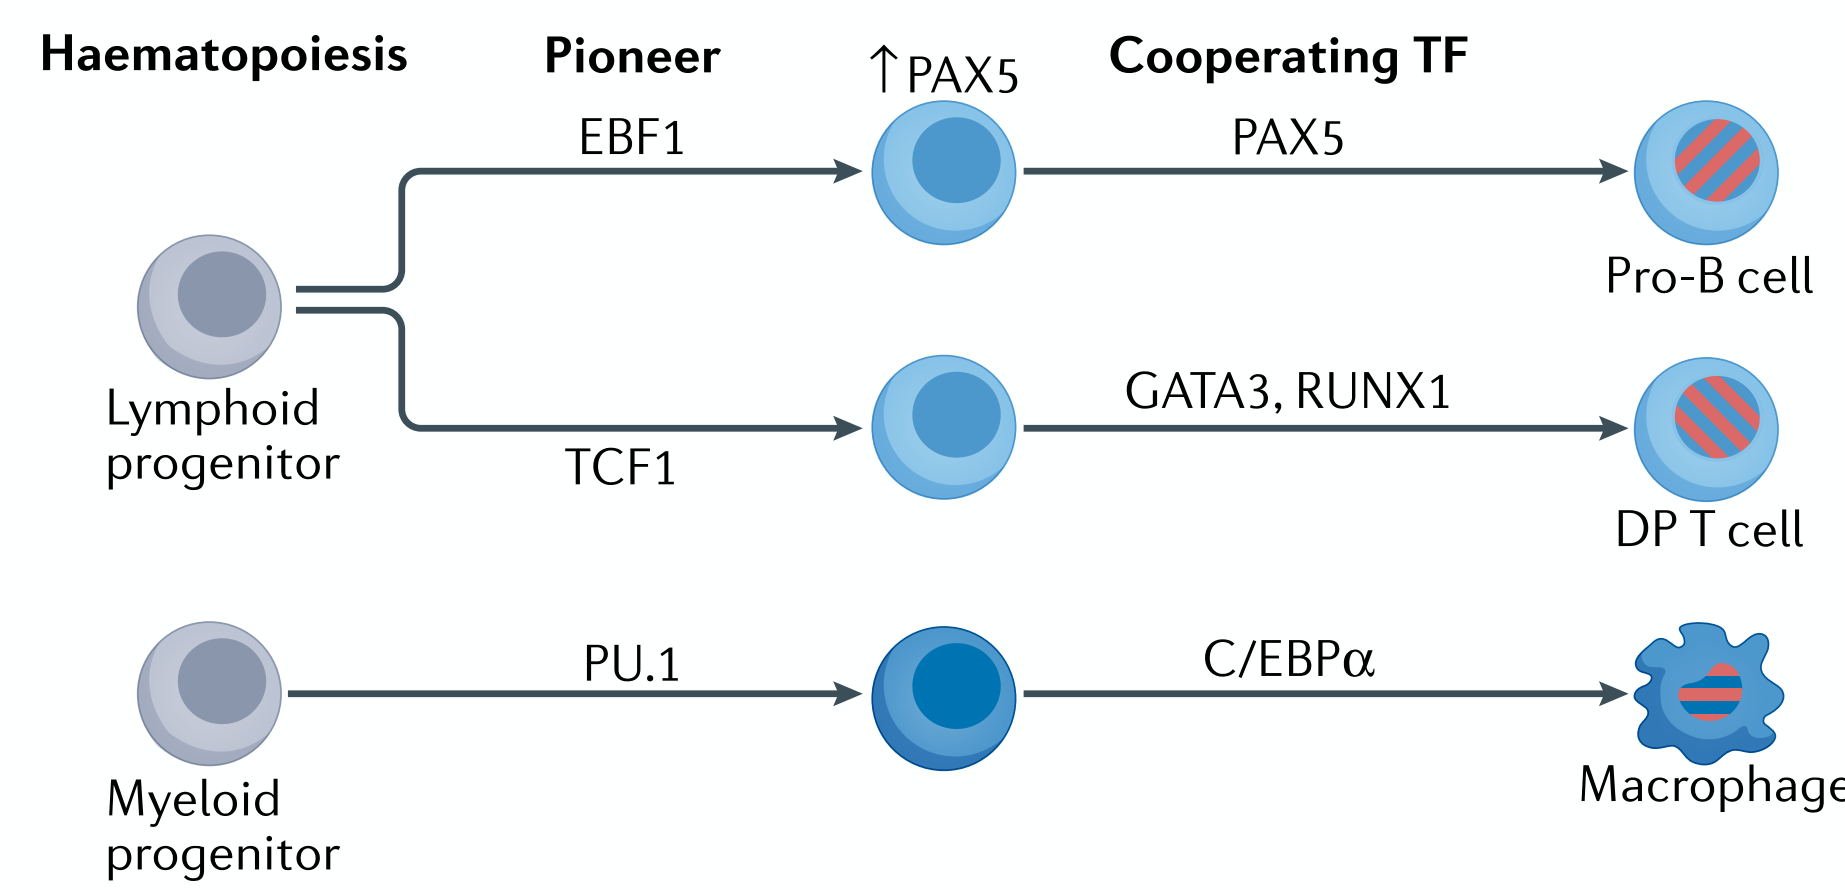 Haematopoiesis
Pioneer
↑PAX5
Cooperating TF
EBF1
PAX5
Pro-B cell
Lymphoid
progenitor
GATA3, RUNX1
TCF1
DP T cell
PU.1
C/EBPα
Macrophage
Myeloid
progenitor